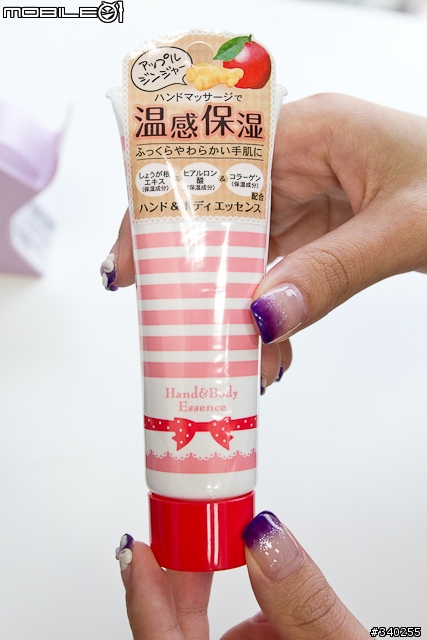 MOBILE01
アップル
ジンジャー
ハンドマッサージで
温感保湿
ふっくらやわらかい手肌に
しょうが根エキス(保湿成分)&ヒアルロン酸(保湿成分)&コラーゲン(保湿成分)配合
ハンド&ボディエッセンス
Hand&Body
Essence
#340255